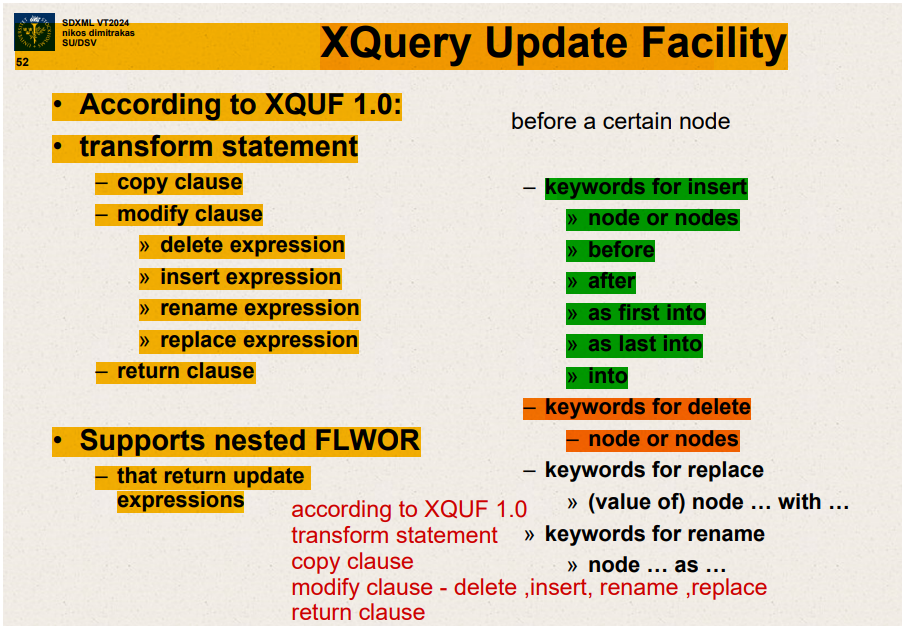 SDXML VT2024
nikos dimitrakas
SU/DSV
52
XQuery Update Facility
• According to XQUF 1.0:
• transform statement
– copy clause
– modify clause
» delete expression
» insert expression
» rename expression
» replace expression
– return clause
• Supports nested FLWOR
– that return update
expressions
before a certain node
– keywords for insert
» node or nodes
» before
» after
» as first into
» as last into
» into
– keywords for delete
– node or nodes
– keywords for replace
» (value of) node … with …
» keywords for rename
» node … as …
according to XQUF 1.0
transform statement
copy clause
modify clause - delete ,insert, rename ,replace
return clause